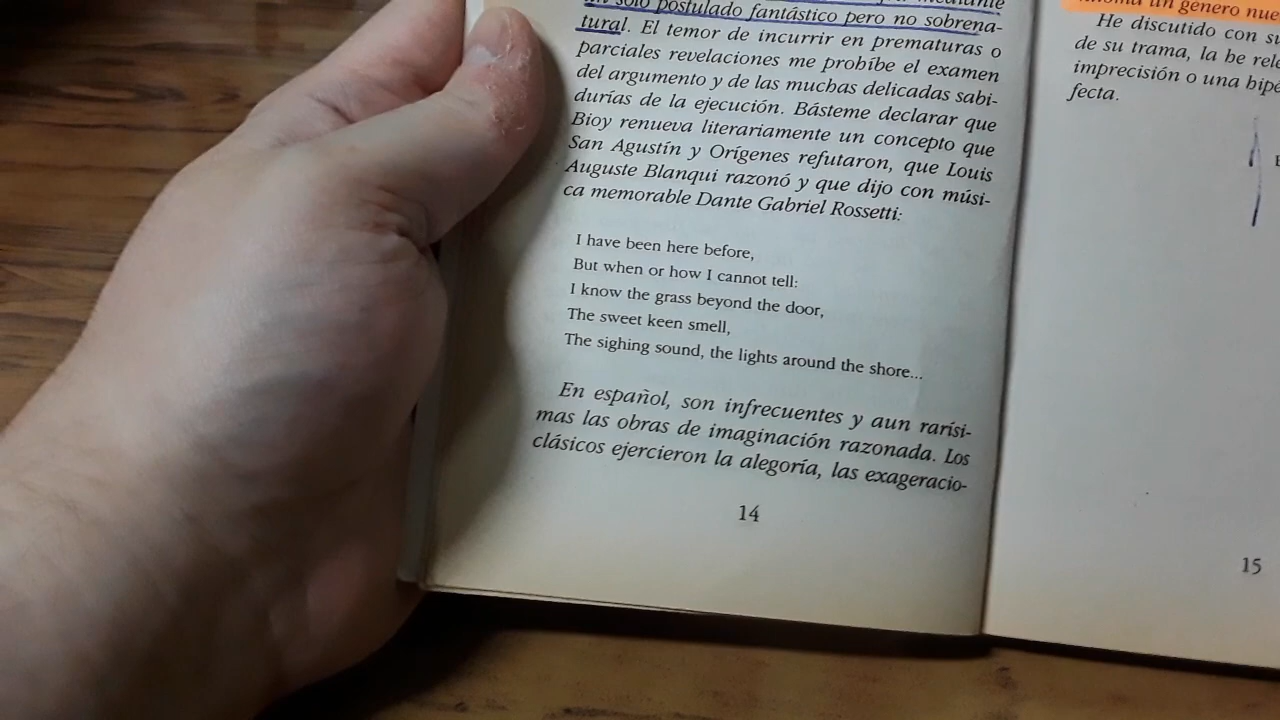 un solo postulado fantástico pero no sobrena-
tural. El temor de incurrir en prematuras o
parciales revelaciones me prohíbe el examen
del argumento y de las muchas delicadas sabi-
durías de la ejecución. Básteme declarar que
Bioy renueva literariamente un concepto que
San Agustín y Orígenes refutaron, que Louis
Auguste Blanqui razonó y que dijo con músi-
ca memorable Dante Gabriel Rossetti:
I have been here before,
But when or how I cannot tell:
I know the grass beyond the door,
The sweet keen smell,
The sighing sound, the lights around the shore...
En español, son infrecuentes y aun rarísi-
mas las obras de imaginación razonada. Los
clásicos ejercieron la alegoría, las exageracio-
14
un género nue
He discutido con su
de su trama, la he rele
imprecisión o una hipé
fecta.
15